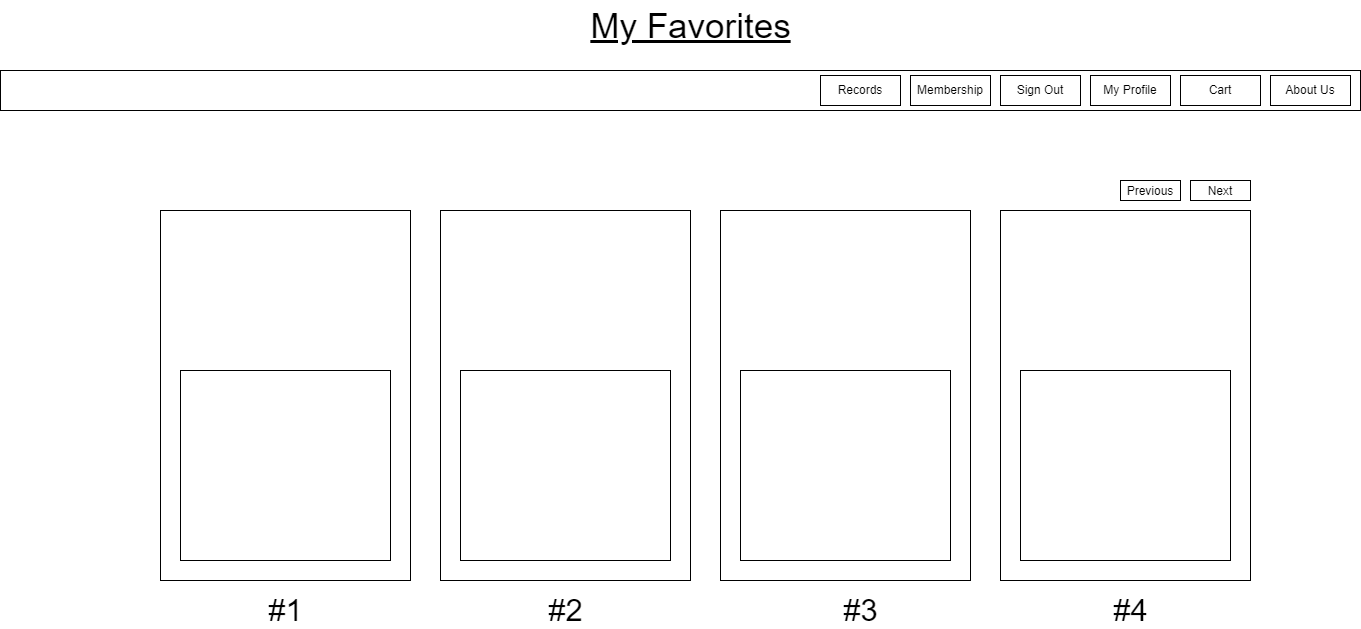 My Favorites
Records Membership Sign Out My Profile Cart About Us
Previous Next
#1 #2 #3 #4